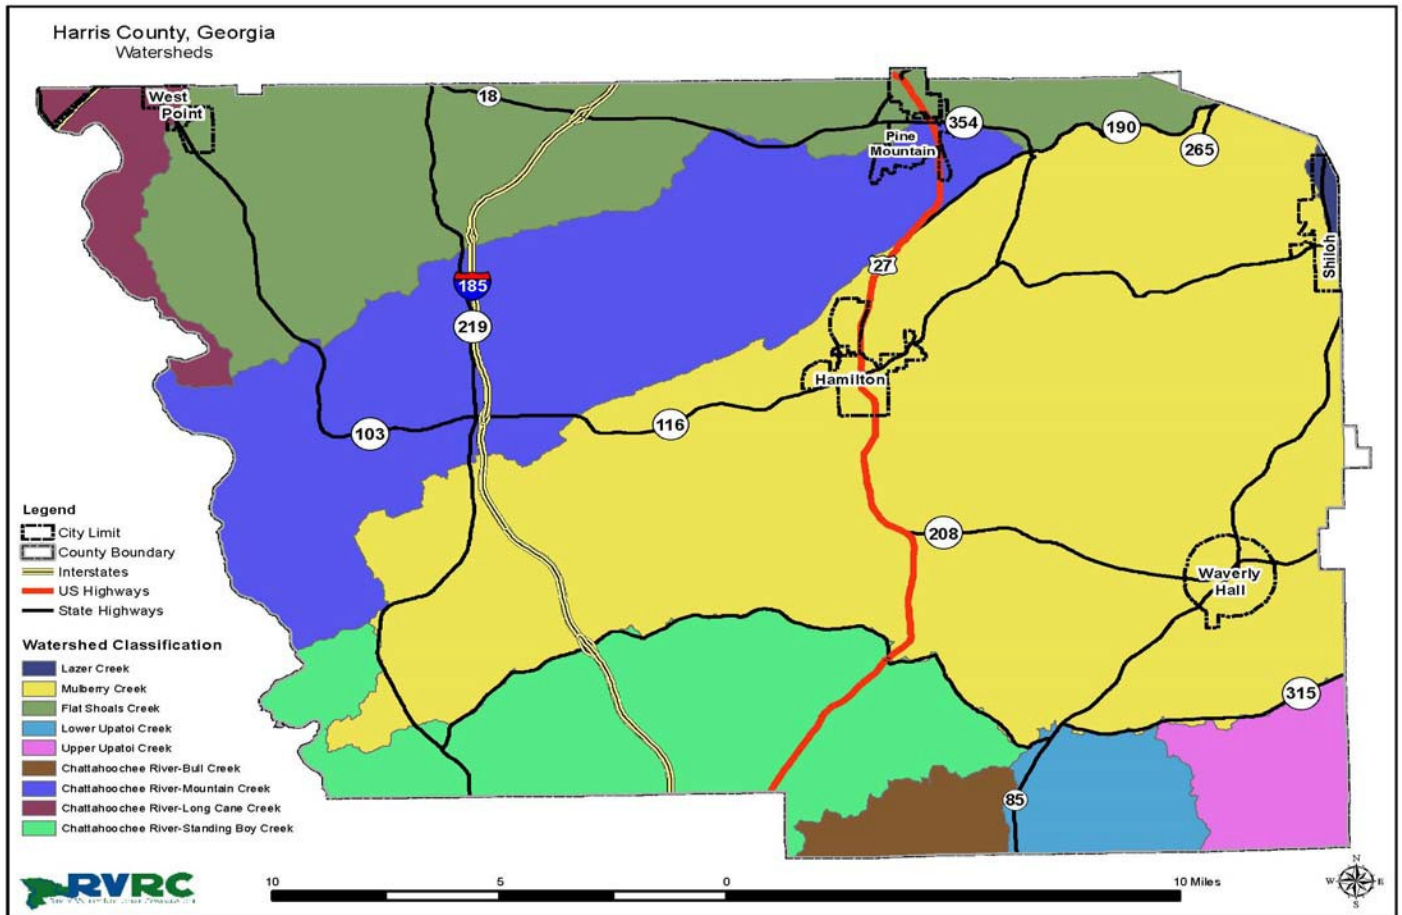 Harris County, Georgia
Watersheds
West
Point
18
Pine
Mountain
354
190
265
Shiloh
27
185
219
Hamilton
103
116
208
Waverly
Hall
315
85
Legend
City Limit
County Boundary
Interstates
US Highways
State Highways
Watershed Classification
Lazer Creek
Mulberry Creek
Flat Shoals Creek
Lower Upatoi Creek
Upper Upatoi Creek
Chattahoochee River-Bull Creek
Chattahoochee River-Mountain Creek
Chattahoochee River-Long Cane Creek
Chattahoochee River-Standing Boy Creek
RVRC
10 5 0 10 Miles
N
W E
S